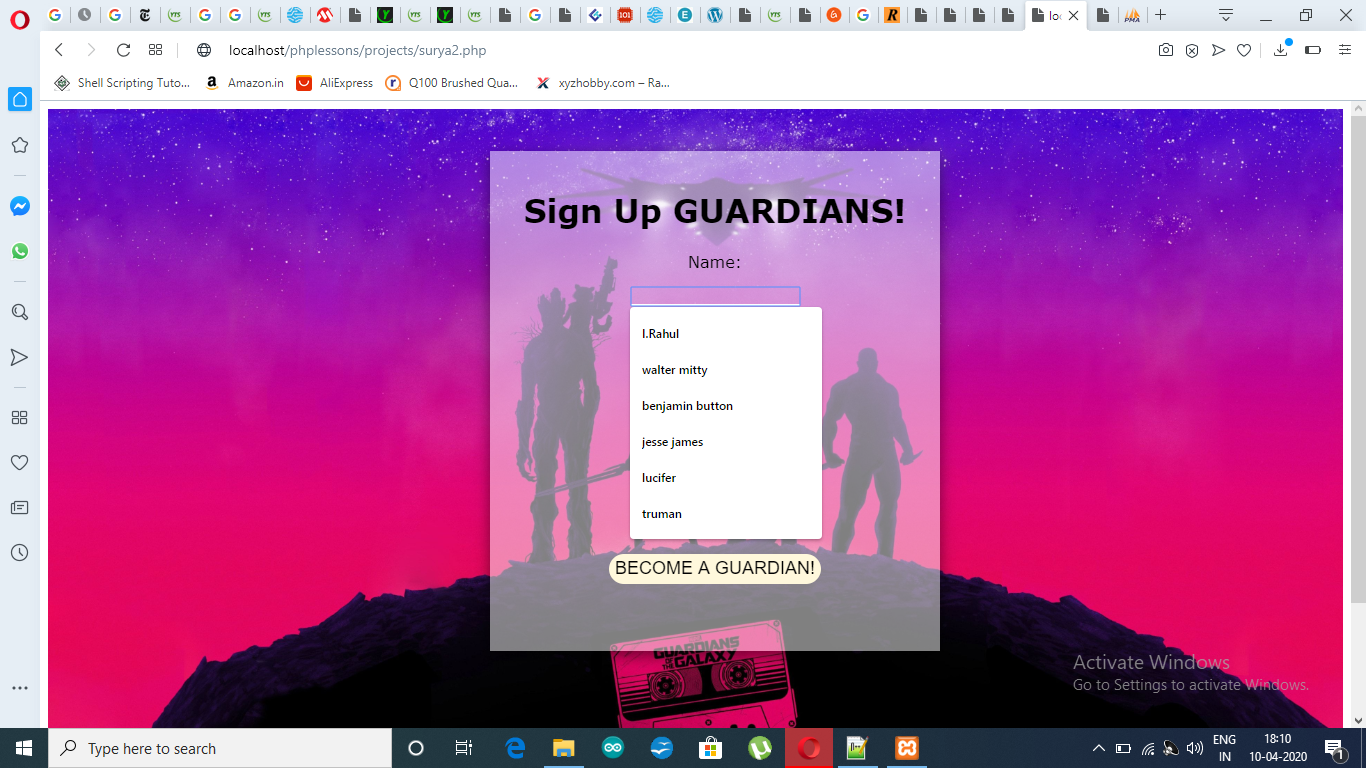 lo
localhost/phplessons/projects/surya2.php
Shell Scripting Tuto...
Amazon.in
AliExpress
Q100 Brushed Qua...
xyzhobby.com – Ra...
Sign Up GUARDIANS!
Name:
I.Rahul
walter mitty
benjamin button
jesse james
lucifer
truman
BECOME A GUARDIAN!
GUARDIANS
OF THE
GALAXY
Activate Windows
Go to Settings to activate Windows.
Type here to search
ENG
IN
18:10
10-04-2020
1